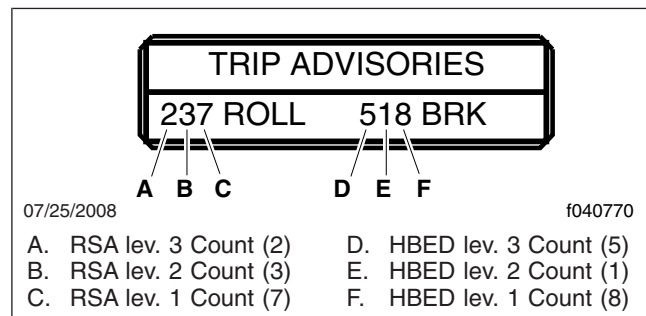 TRIP ADVISORIES
237 ROLL 518 BRK
A B C D E F
07/25/2008 f040770
A. RSA lev. 3 Count (2) D. HBED lev. 3 Count (5)
B. RSA lev. 2 Count (3) E. HBED lev. 2 Count (1)
C. RSA lev. 1 Count (7) F. HBED lev. 1 Count (8)